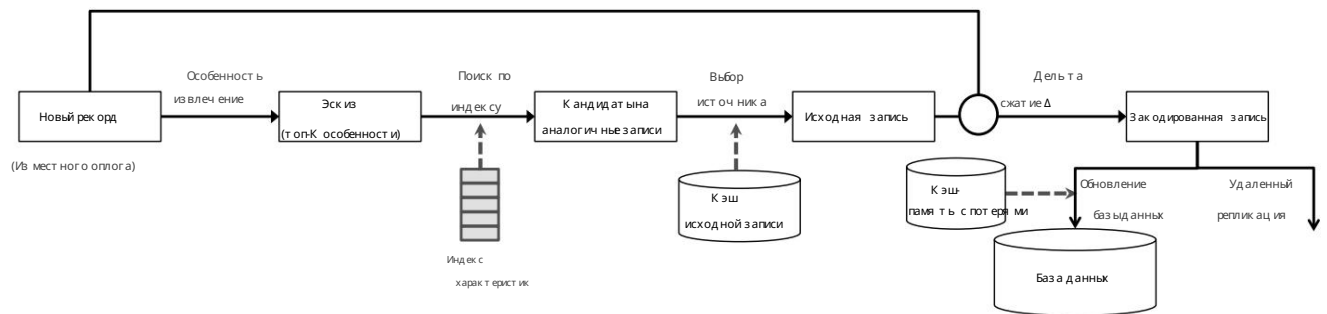 Особенность
извлечение
Поиск по
индексу
Выбор
источника
Дельта
сжатие Δ
Новый рекорд
(Из местного оплога)
Эскиз
(топ-К особенности)
Кандидаты на
аналогичные записи
Исходная запись
Закодированная запись
Индекс
характеристик
Кэш
исходной записи
Кэш-
память с потерями
Обновление
базы данных
Удаленный
репликация
База данных